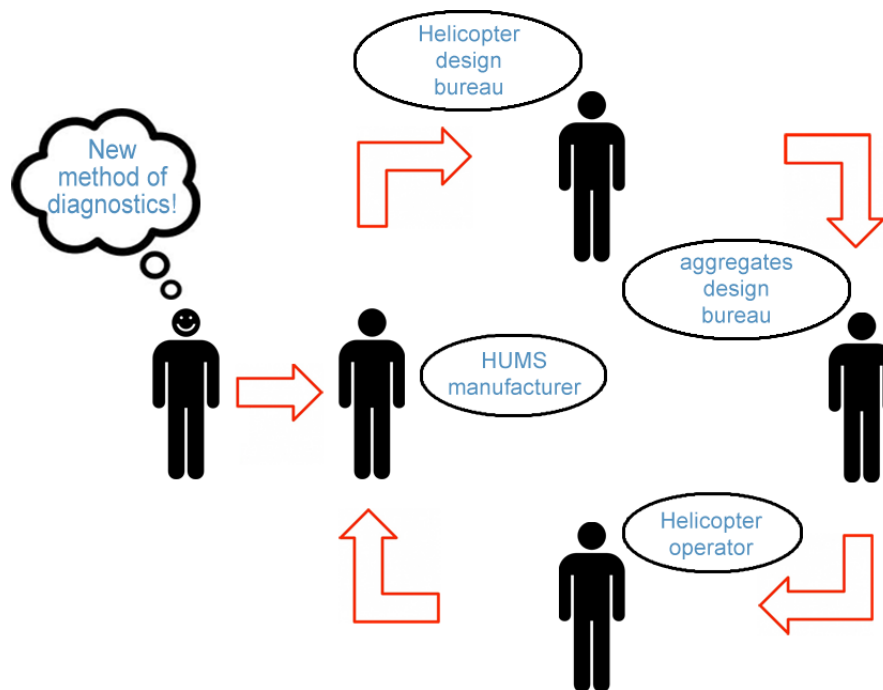 Helicopter
design
bureau
New
method of
diagnostics!
aggregates
design
bureau
HUMS
manufacturer
Helicopter
operator